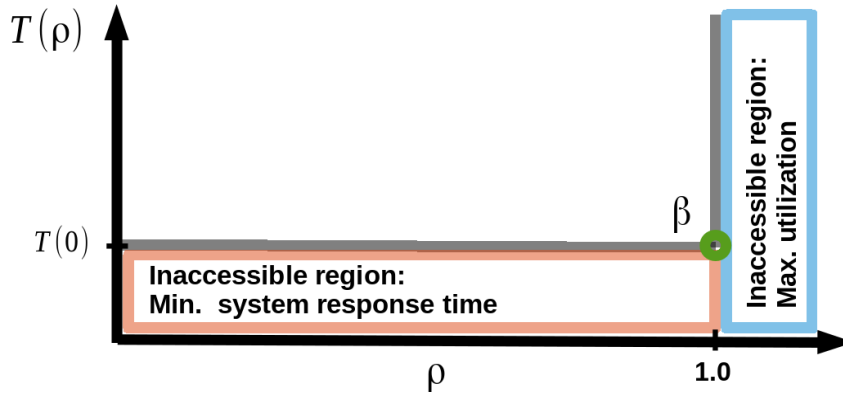 T(ρ)
β
Inaccessible region:
Max. utilization
T(0)
Inaccessible region:
Min. system response time
ρ
1.0